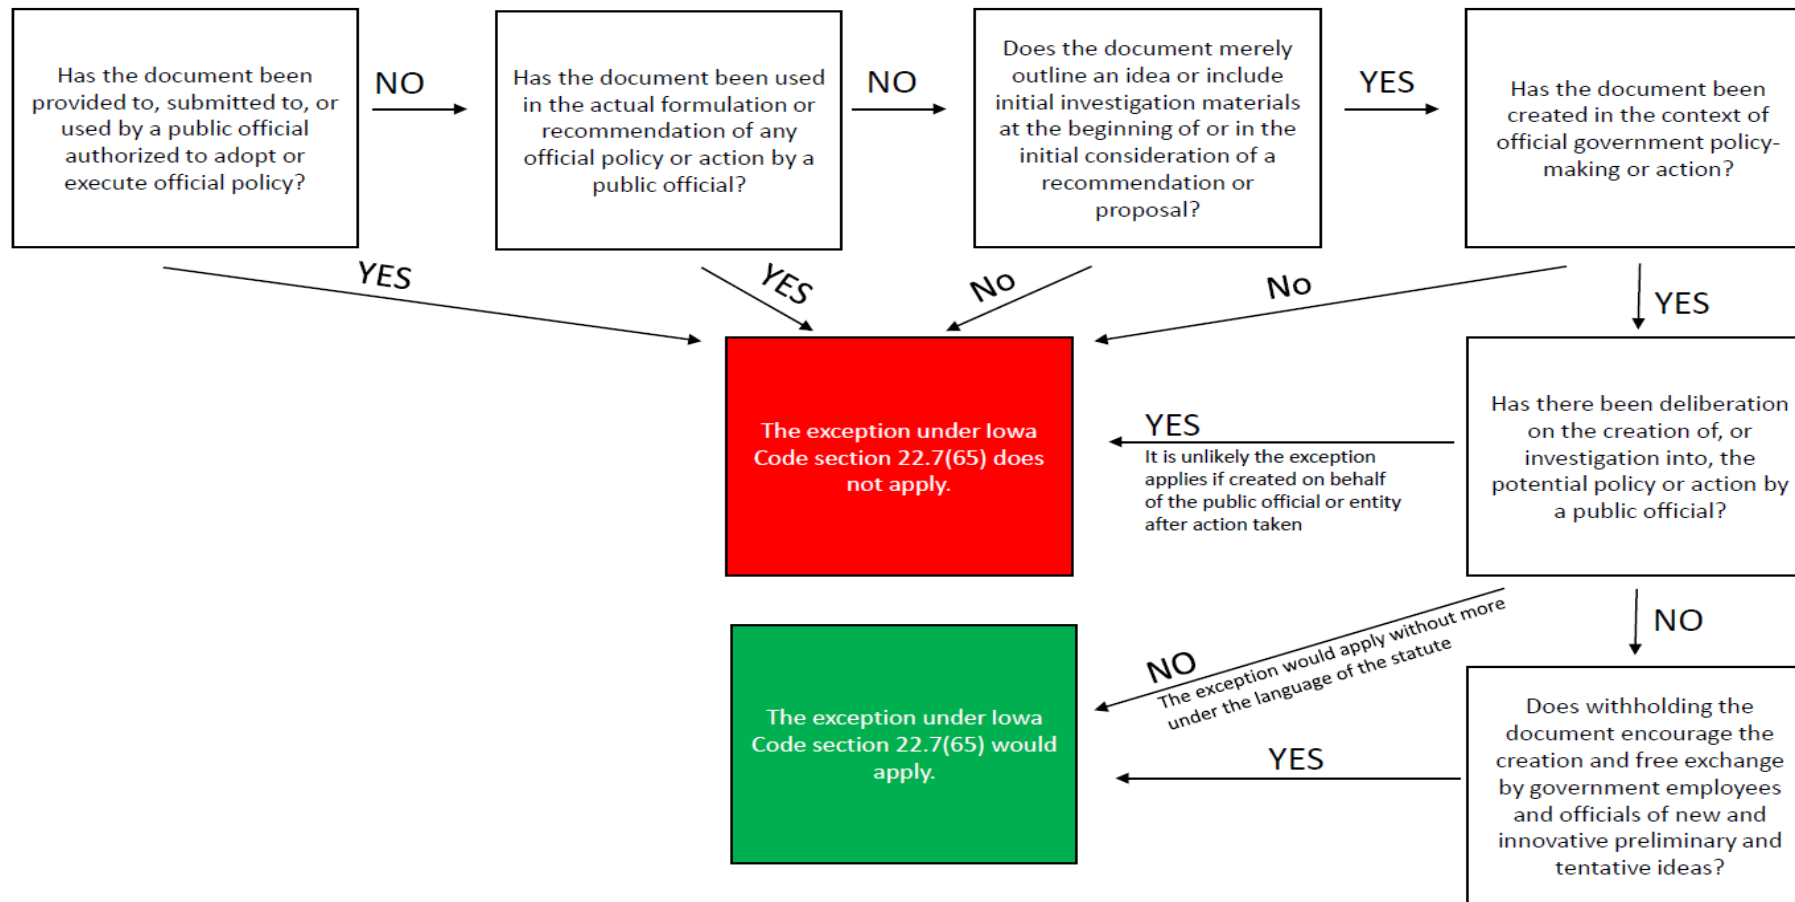 Has the document been
provided to, submitted to, or
used by a public official
authorized to adopt or
execute official policy?
NO
Has the document been used
in the actual formulation or
recommendation of any
official policy or action by a
public official?
NO
Does the document merely
outline an idea or include
initial investigation materials
at the beginning of or in the
initial consideration of a
recommendation or
proposal?
YES
Has the document been
created in the context of
official government policy-
making or action?
YES
YES
No
No
YES
The exception under Iowa
Code section 22.7(65) does
not apply.
YES
It is unlikely the exception
applies if created on behalf
of the public official or entity
after action taken
Has there been deliberation
on the creation of, or
investigation into, the
potential policy or action by
a public official?
NO
The exception would apply without more
under the language of the statute
NO
The exception under Iowa
Code section 22.7(65) would
apply.
YES
Does withholding the
document encourage the
creation and free exchange
by government employees
and officials of new and
innovative preliminary and
tentative ideas?